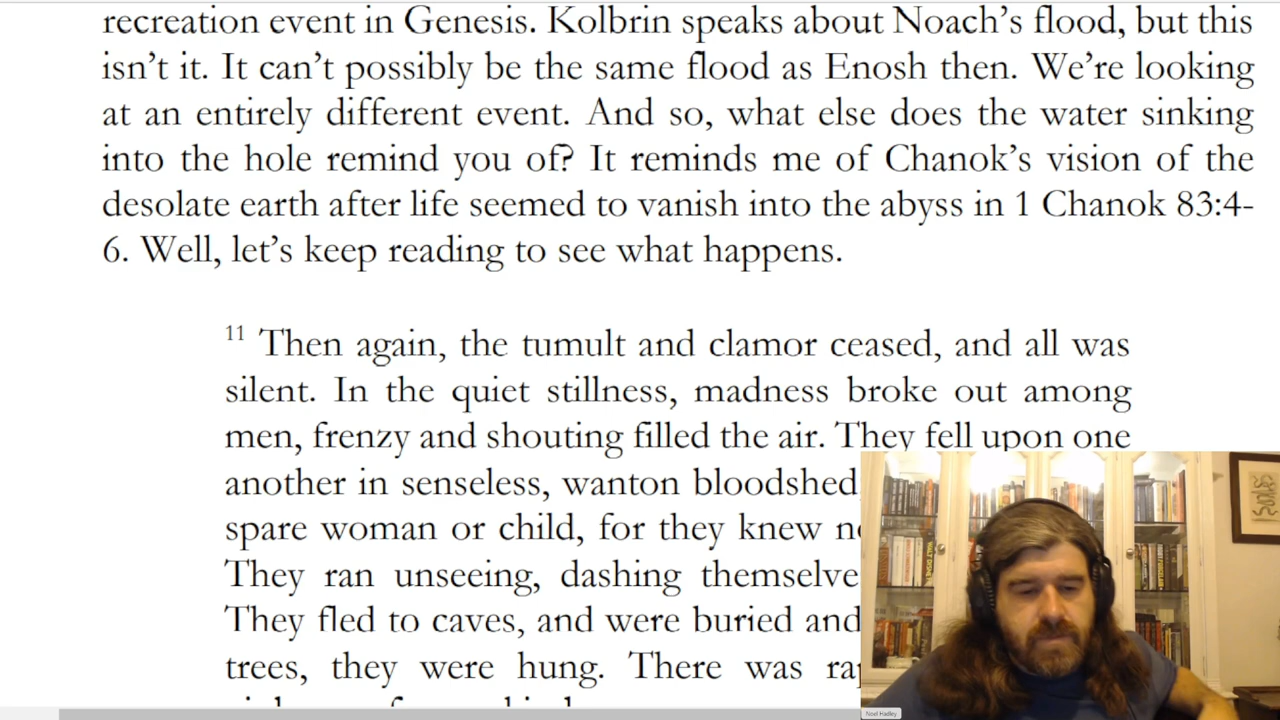 recreation event in Genesis. Kolbrin speaks about Noach’s flood, but this
isn’t it. It can’t possibly be the same flood as Enosh then. We’re looking
at an entirely different event. And so, what else does the water sinking
into the hole remind you of? It reminds me of Chanok’s vision of the
desolate earth after life seemed to vanish into the abyss in 1 Chanok 83:4-
6. Well, let’s keep reading to see what happens.
11 Then again, the tumult and clamor ceased, and all was
silent. In the quiet stillness, madness broke out among
men, frenzy and shouting filled the air. They fell upon one
another in senseless, wanton bloodshed
spare woman or child, for they knew
They ran unseeing, dashing
They fled to caves, and were buried and
trees, they were hung. There was
Noel Hadley